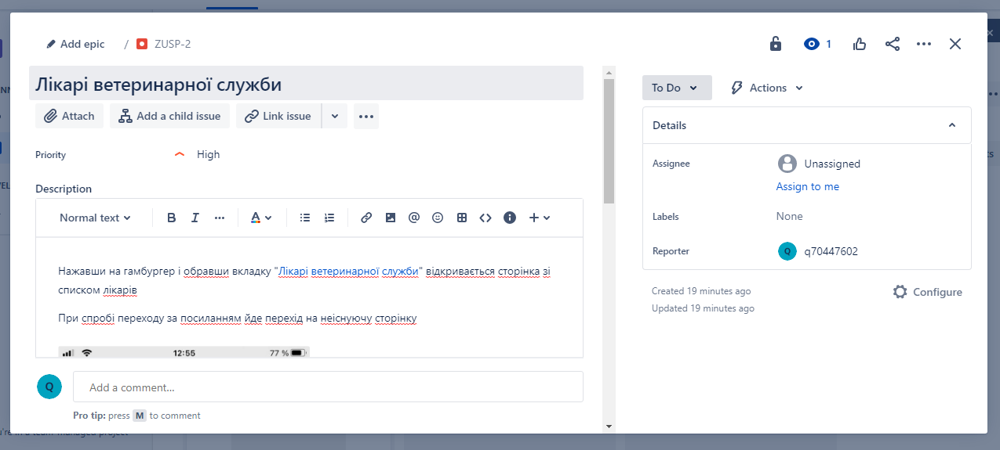 Add epic / ZUSP-2
1
Лікарі ветеринарної служби
Attach
Add a child issue
Link issue
Priority
High
Description
Normal text
B I A @
Нажавши на гамбургер і обравши вкладку "Лікарі ветеринарної служби" відкривається сторінка зі
списком лікарів
При спробі переходу за посиланням йде перехід на неіснуючу сторінку
12:55
77 %
Q
Add a comment...
Pro tip: press M to comment
To Do
Actions
Details
Assignee
Unassigned
Assign to me
Labels
None
Reporter
Q q70447602
Created 19 minutes ago
Updated 19 minutes ago
Configure